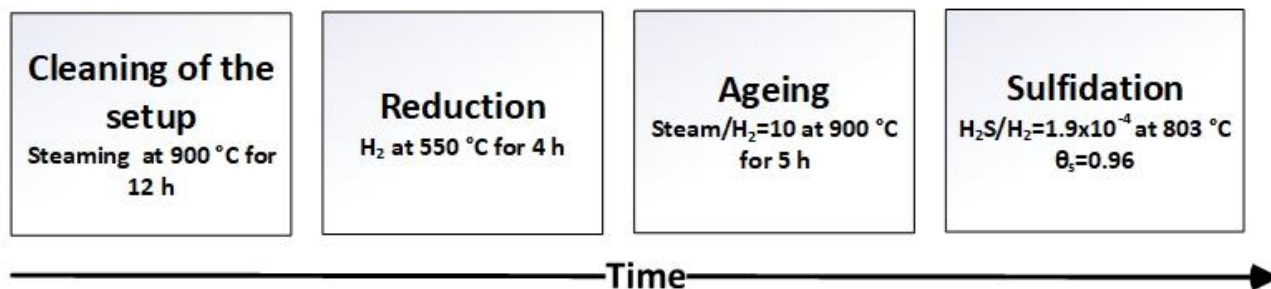 Cleaning of the
setup
Steaming at 900 °C for
12 h
Reduction
H₂ at 550 °C for 4 h
Ageing
Steam/H₂=10 at 900 °C
for 5 h
Sulfidation
H₂S/H₂=1.9x10⁻⁴ at 803 °C
θₛ=0.96
Time